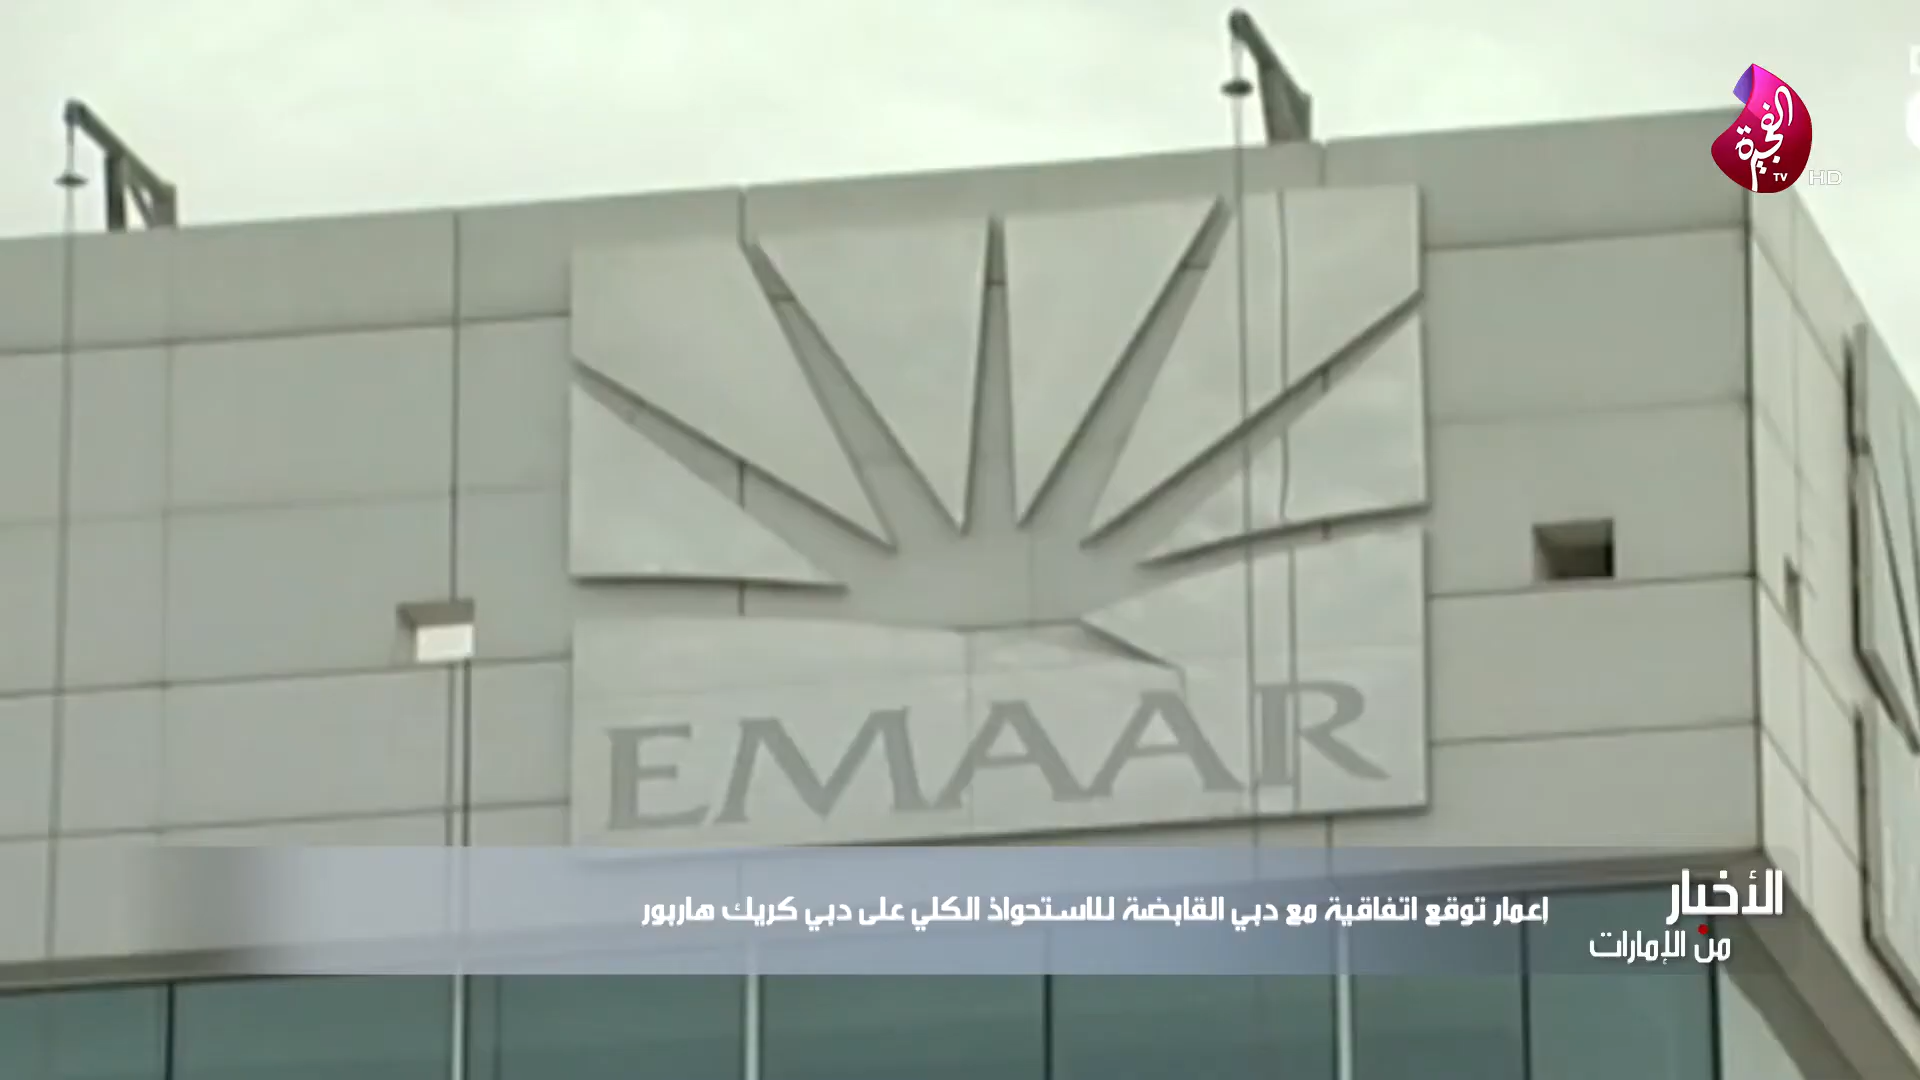 الفجيرة
TV HD
EMAAR
إعمار توقع اتفاقية مع دبي القابضة للاستحواذ الكلي على دبي كريك هاربور
الأخبار
من الإمارات